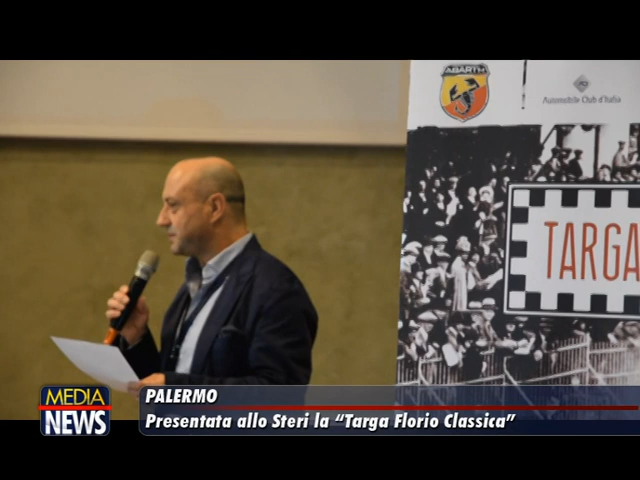 ABARTH
Automobile Club d'Italia
TARGA
MEDIA
NEWS
PALERMO
Presentata allo Steri la “Targa Florio Classica”